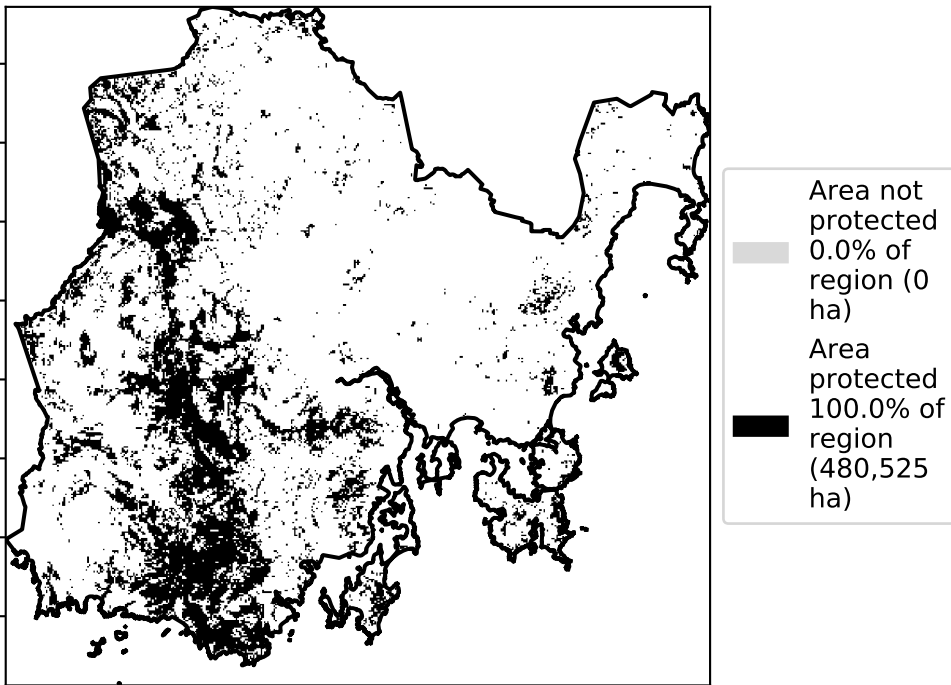 Area not
protected
0.0% of
region (0
ha)
Area
protected
100.0% of
region
(480,525
ha)